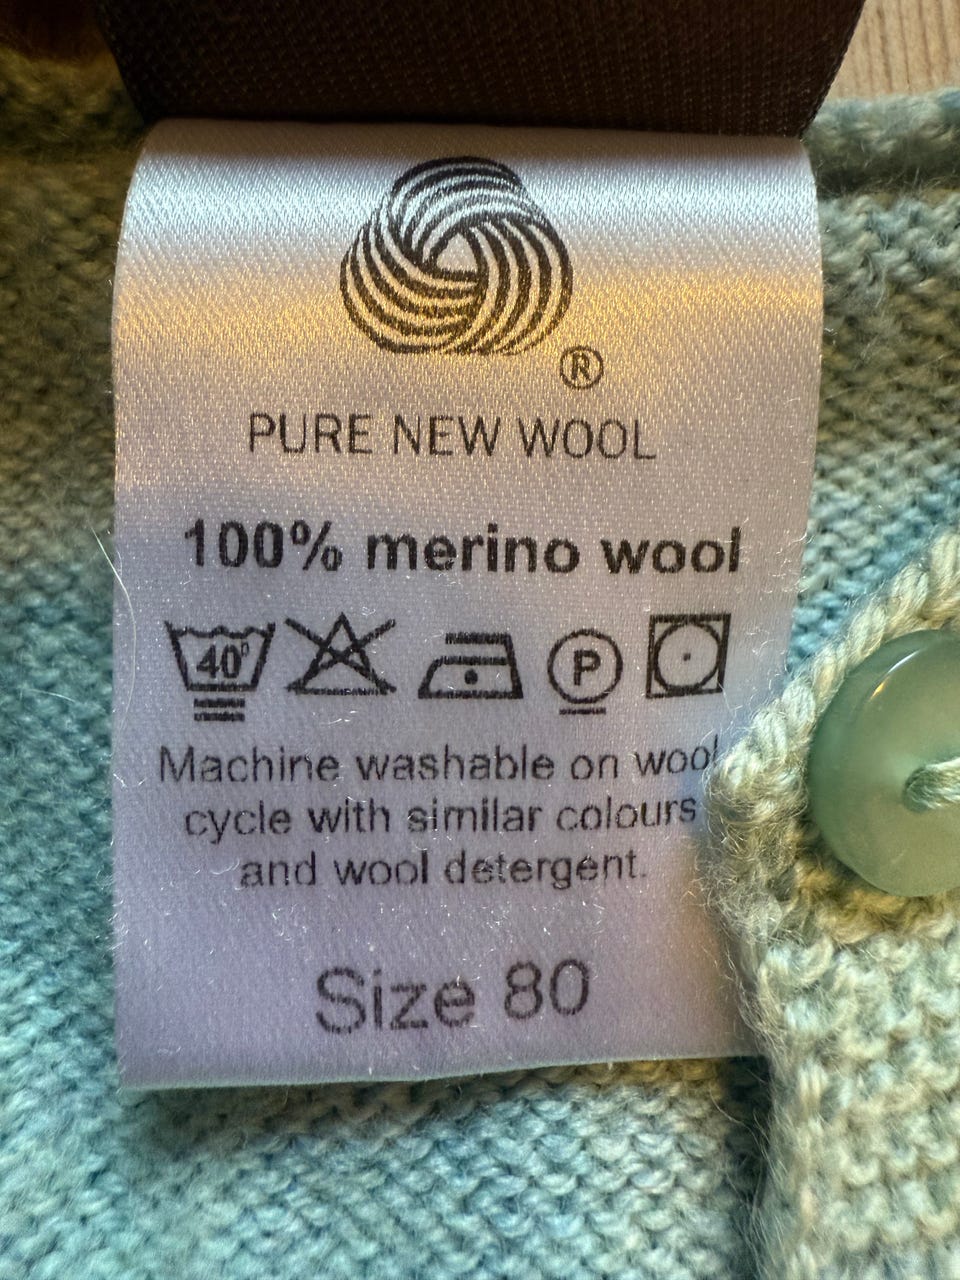 ®
PURE NEW WOOL
100% merino wool
40° P
Machine washable on wool
cycle with similar colours
and wool detergent.
Size 80